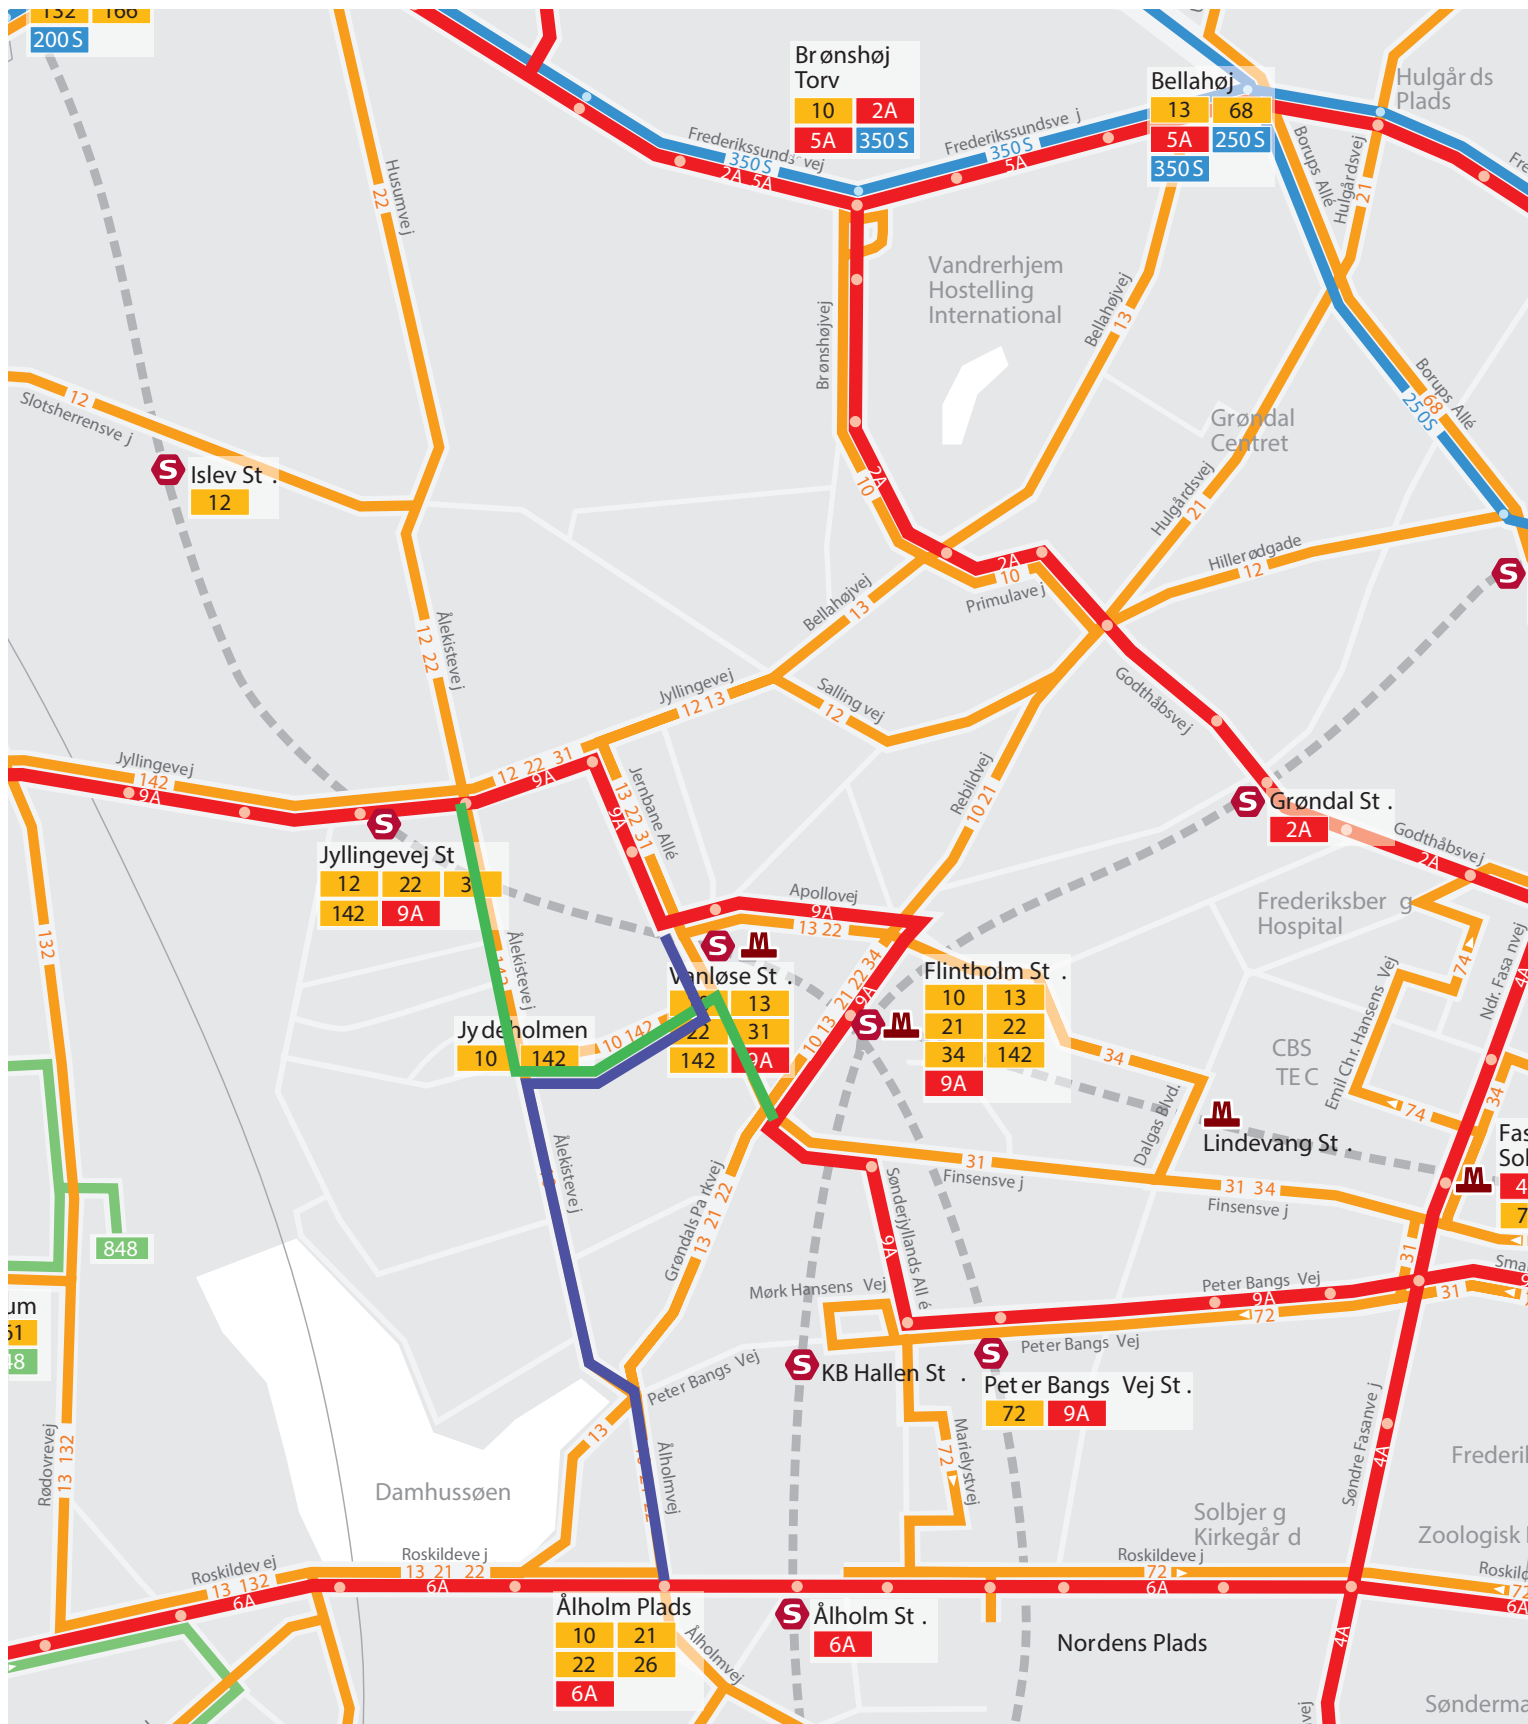 132 166
200 S
Brønshøj
Torv
10 2A
5A 350 S
Bellahøj
13 68
5A 250 S
350 S
Hulgårds
Plads
Frederikssundsvej
350 S
2A 5A
Frederikssundsvej
350 S
5A
Borups Allé
Hulgårdsvej
21
Husumvej
22
Vandrerhjem
Hostelling
International
Brønshøjvej
Bellahøjvej
13
12
Slotsherrensvej
Borups Allé
68
250S
Grøndal
Centret
Islev St.
12
2A
10
Hulgårdsvej
21
Hillerødgade
12
2A
10
Primulavej
Bellahøjvej
13
Ålekistevej
12 22
Jyllingevej
12 13
Sallingvej
12
Godthåbsvej
Jyllingevej
142
9A
12 22 31
9A
Jernbane Allé
13 22 31
9A
Rebildvej
10 21
Grøndal St.
2A
Godthåbsvej
2A
Jyllingevej St
12 22
142 9A
Apollovej
9A
13 22
Frederiksberg
Hospital
132
Ålekistevej
Vanløse St.
13
22 31
142 9A
10 13 21 22 34
9A
Flintholm St.
10 13
21 22
34 142
9A
Emil Chr. Hansens Vej
74
Ndr. Fasanvej
4A
Jydeholmen
10 142
10 142
34
CBS
TEC
74
34
Dalgas Blvd.
Lindevang St.
Ålekistevej
31
Finsensvej
31 34
Finsensvej
Grøndals Parkvej
13 21 22
Sønderjyllands Allé
9A
848
31
Mørk Hansens Vej
Peter Bangs Vej
9A
72
31
Peter Bangs Vej
KB Hallen St.
Peter Bangs Vej
Peter Bangs Vej St.
72 9A
Rødovrevej
13 132
13
Ålholmvej
Marielystvej
72
Søndre Fasanvej
4A
Damhussøen
Solbjerg
Kirkegård
Roskildevej
13 132
6A
Roskildevej
13 21 22
6A
Roskildevej
72
6A
72
6A
Ålholm Plads
10 21
22 26
6A
Ålholmvej
Ålholm St.
6A
Nordens Plads
4A